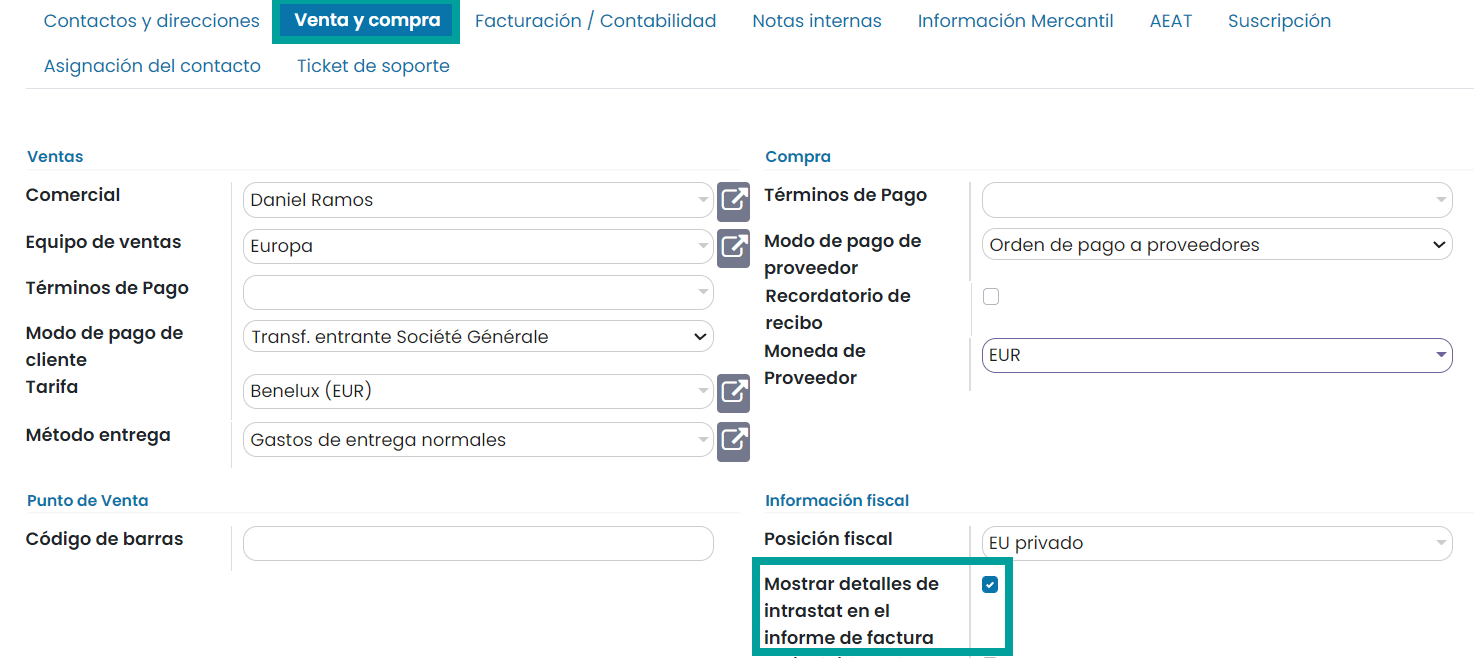 Contactos y direcciones Venta y compra Facturación / Contabilidad Notas internas Información Mercantil AEAT Suscripción
Asignación del contacto Ticket de soporte
Ventas
Comercial Daniel Ramos
Equipo de ventas Europa
Términos de Pago
Modo de pago de
cliente
Transf. entrante Société Générale
Tarifa Benelux (EUR)
Método entrega Gastos de entrega normales
Compra
Términos de Pago
Modo de pago de
proveedor
Orden de pago a proveedores
Recordatorio de
recibo
Moneda de
Proveedor
EUR
Punto de Venta
Código de barras
Información fiscal
Posición fiscal EU privado
Mostrar detalles de
intrastat en el
informe de factura